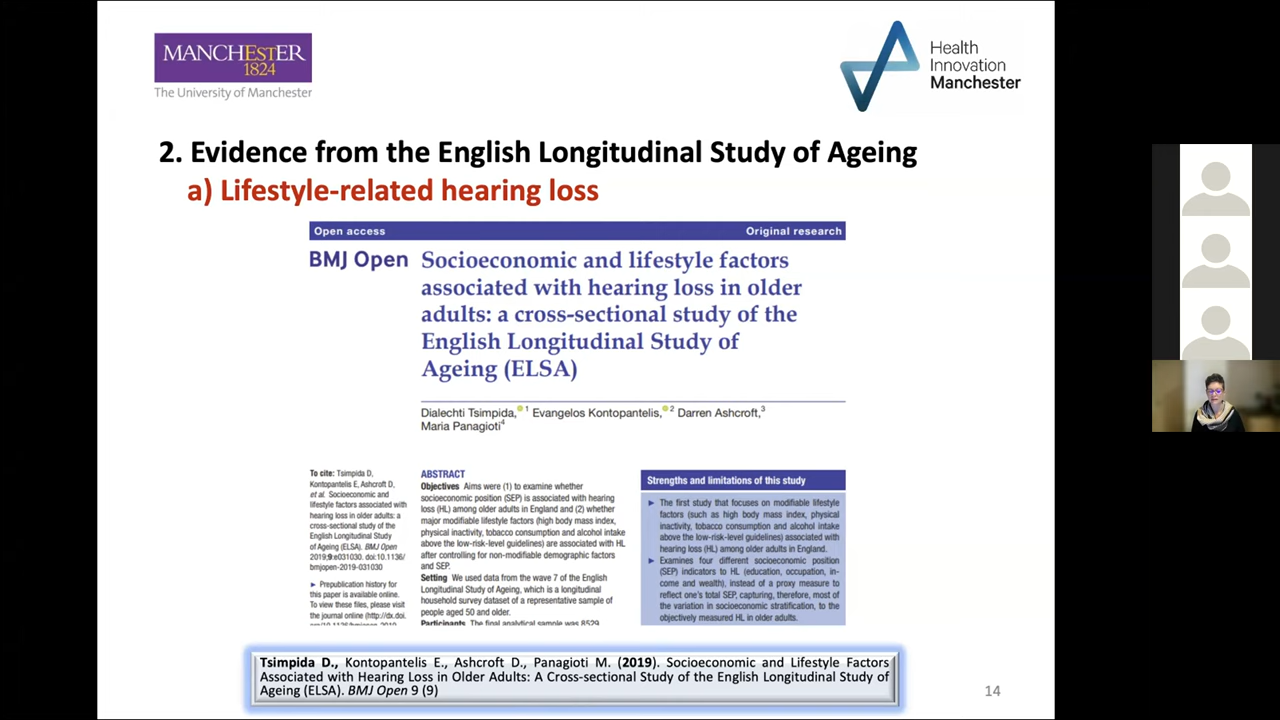 MANCHESTER
1824
The University of Manchester
Health
Innovation
Manchester
2. Evidence from the English Longitudinal Study of Ageing
a) Lifestyle-related hearing loss
Open access
Original research
BMJ Open
Socioeconomic and lifestyle factors
associated with hearing loss in older
adults: a cross-sectional study of the
English Longitudinal Study of
Ageing (ELSA)
Dialechti Tsimpida, 1 Evangelos Kontopantelis, 2 Darren Ashcroft,3
Maria Panagioti4
To cite: Tsimpida D,
Kontopantelis E, Ashcroft D,
et al. Socioeconomic and
lifestyle factors associated with
hearing loss in older adults: a
cross-sectional study of the
English Longitudinal Study
of Ageing (ELSA). BMJ Open
2019;9:e031030. doi:10.1136/
bmjopen-2019-031030
► Prepublication history for
this paper is available online.
To view these files, please visit
the journal online (http://dx.doi.
ABSTRACT
Objectives Aims were (1) to examine whether
socioeconomic position (SEP) is associated with hearing
loss (HL) among older adults in England and (2) whether
major modifiable lifestyle factors (high body mass index,
physical inactivity, tobacco consumption and alcohol intake
above the low-risk-level guidelines) are associated with HL
after controlling for non-modifiable demographic factors
and SEP.
Setting We used data from the wave 7 of the English
Longitudinal Study of Ageing, which is a longitudinal
household survey dataset of a representative sample of
people aged 50 and older.
Participants The final analytical sample was 8529
Strengths and limitations of this study
► The first study that focuses on modifiable lifestyle
factors (such as high body mass index, physical
inactivity, tobacco consumption and alcohol intake
above the low-risk-level guidelines) associated with
hearing loss (HL) among older adults in England.
► Examines four different socioeconomic position
(SEP) indicators to HL (education, occupation, in-
come and wealth), instead of a proxy measure to
reflect one's total SEP, capturing, therefore, most of
the variation in socioeconomic stratification, to the
objectively measured HL in older adults.
Tsimpida D., Kontopantelis E., Ashcroft D., Panagioti M. (2019). Socioeconomic and Lifestyle Factors
Associated with Hearing Loss in Older Adults: A Cross-sectional Study of the English Longitudinal Study of
Ageing (ELSA). BMJ Open 9 (9)
14